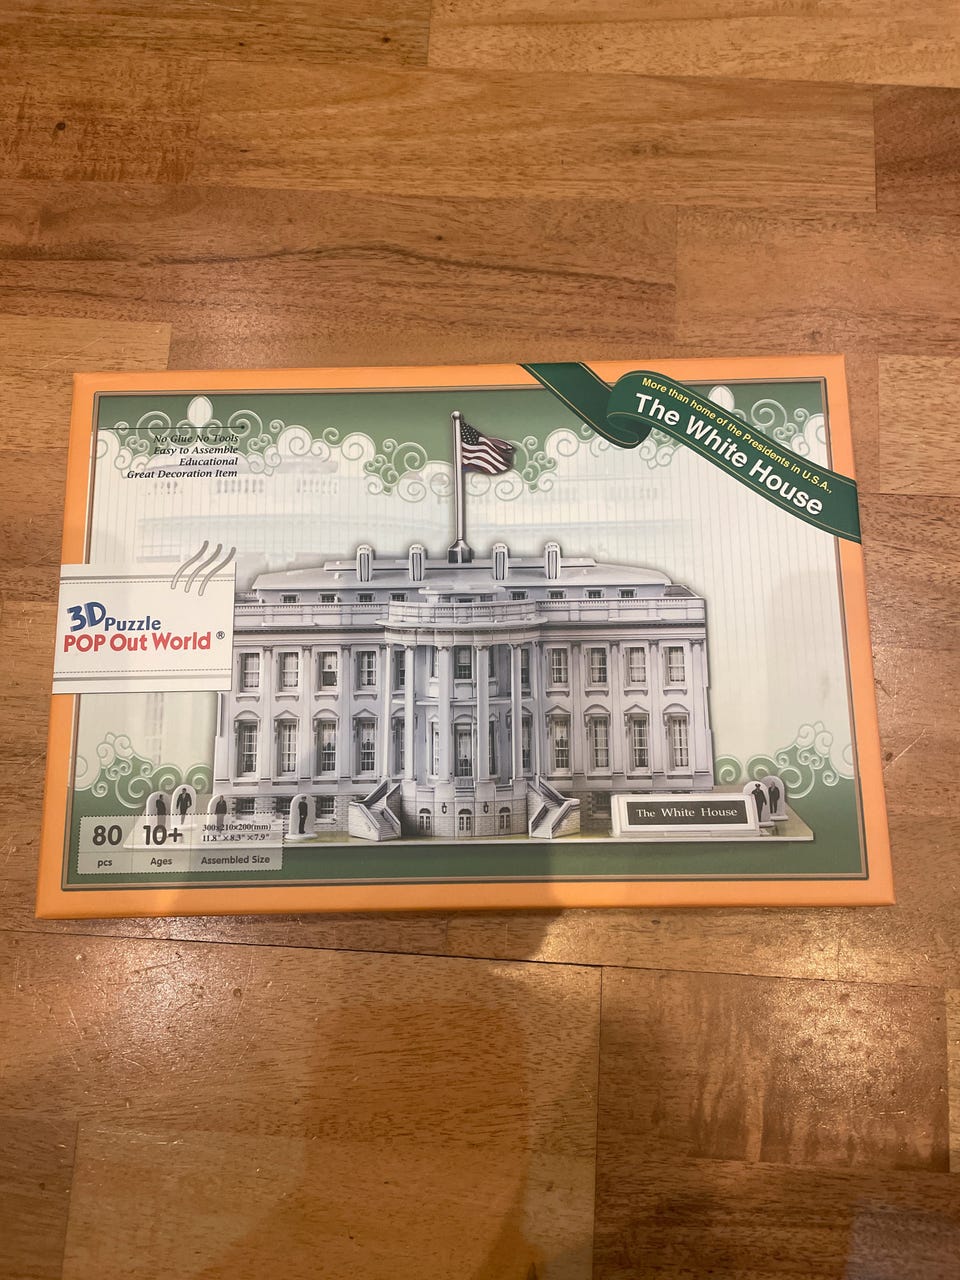 More than home of the Presidents in U.S.A.,
The White House
No Glue No Tools
Easy to Assemble
Educational
Great Decoration Item
3D Puzzle
POP Out World ®
The White House
80
pcs
10+
Ages
300x210x200(mm)
11.8" × 8.3" × 7.9"
Assembled Size